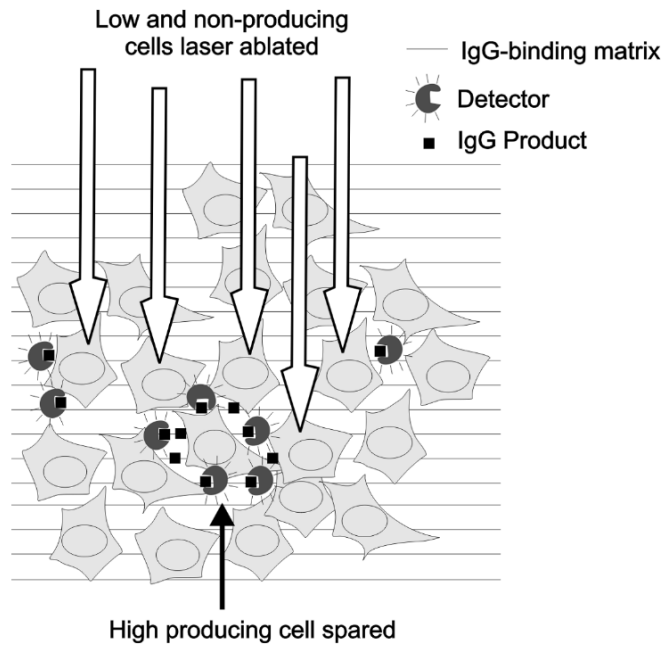 Low and non-producing
cells laser ablated
IgG-binding matrix
Detector
IgG Product
High producing cell spared